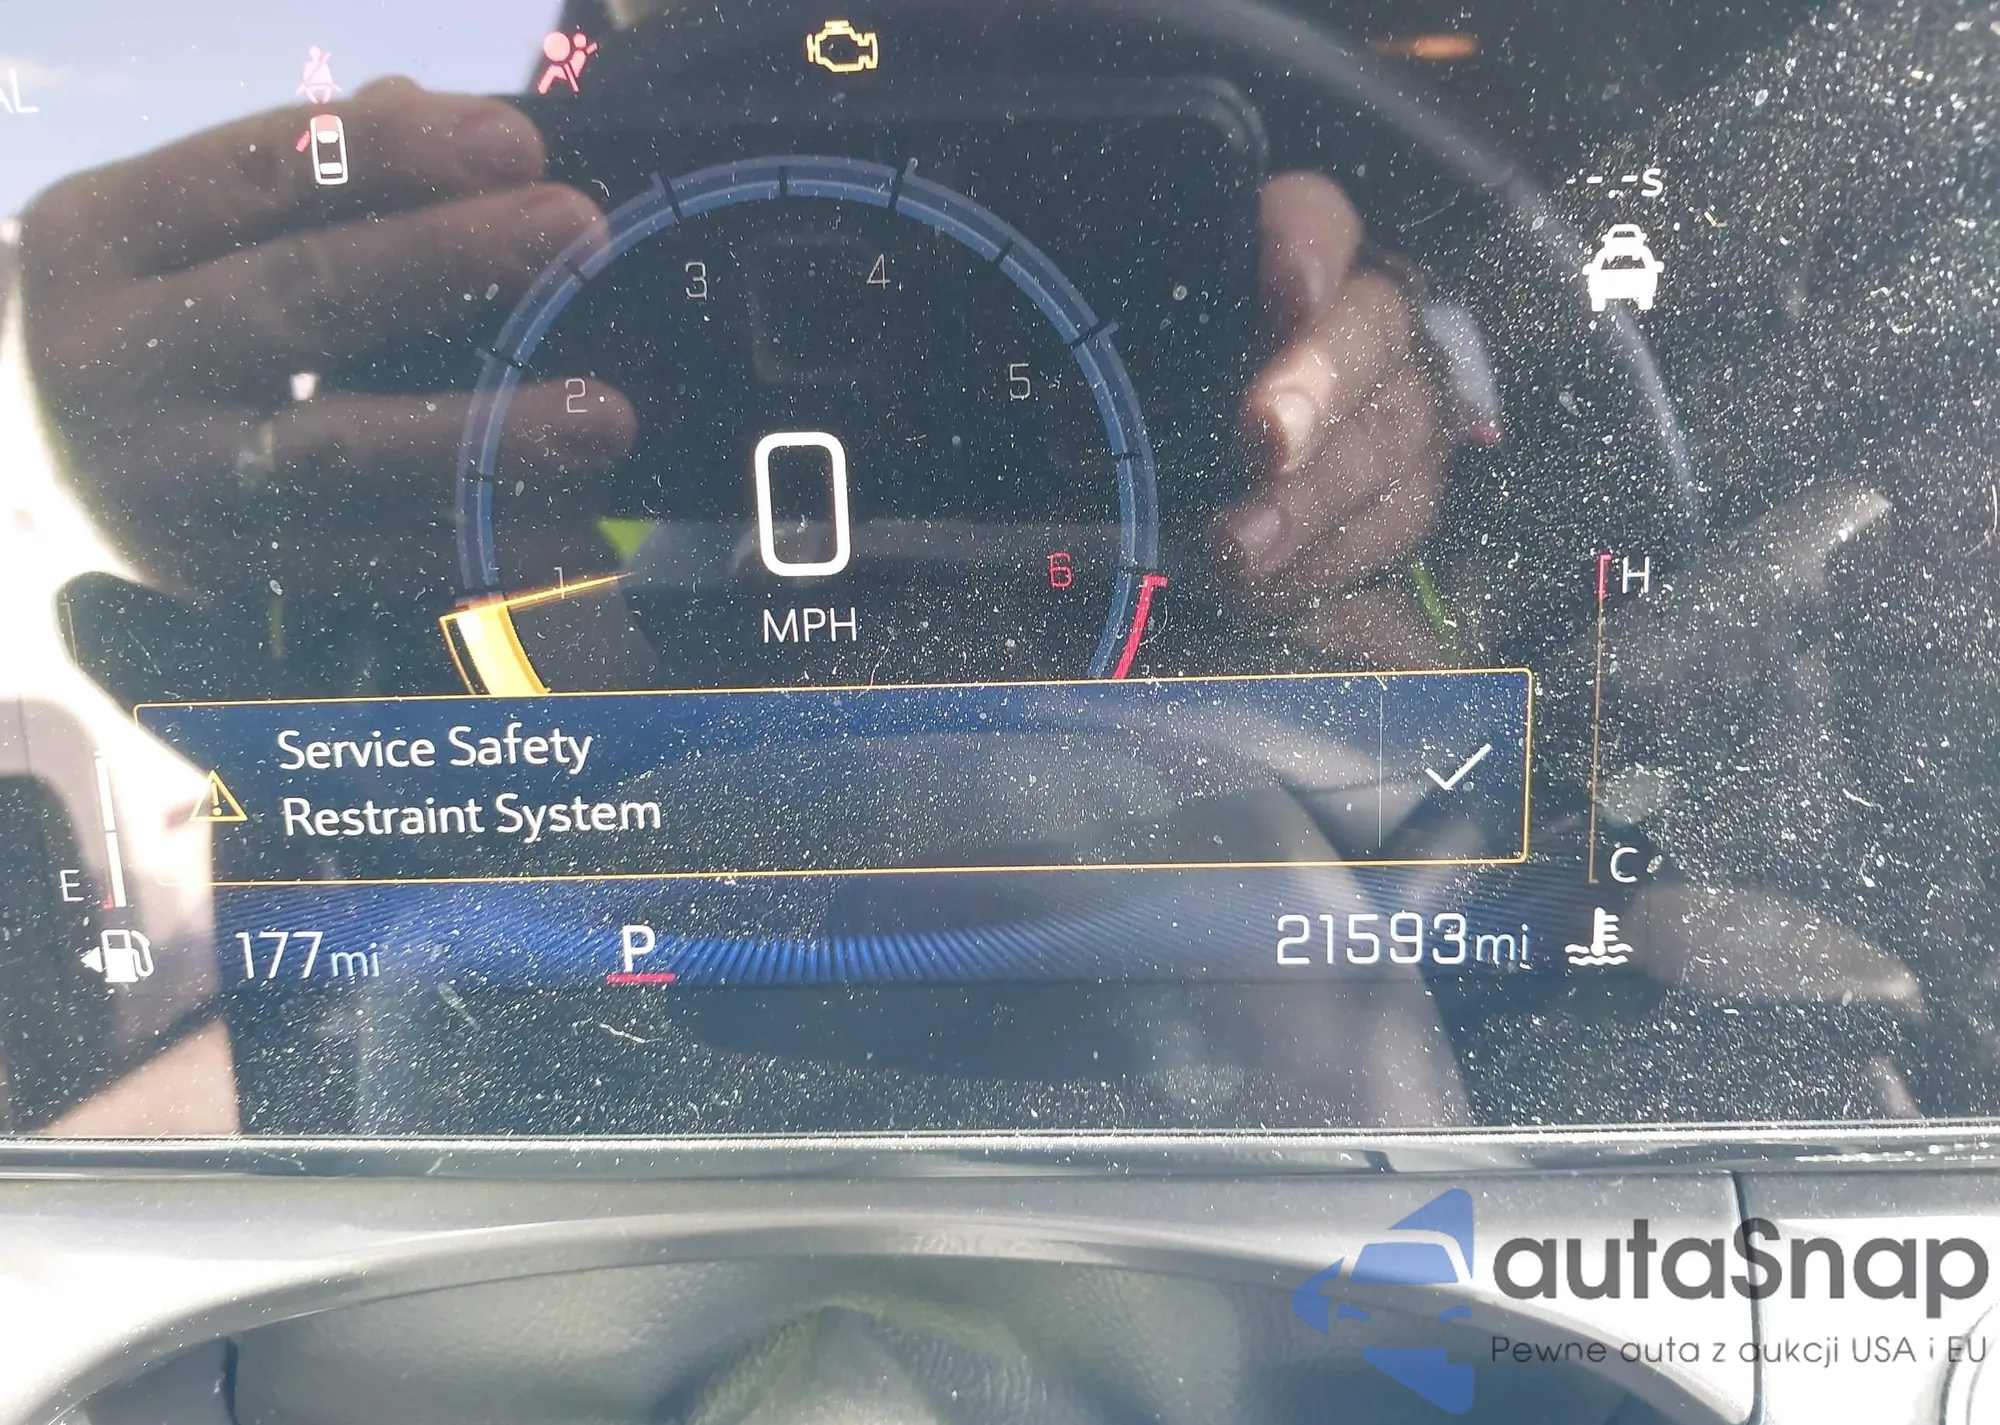 AL
---s
3
4
2
5
1
6
0
MPH
H
Service Safety
Restraint System
E
C
177mi
P
21593mi
autaSnap
Pewne auta z aukcji USA i EU